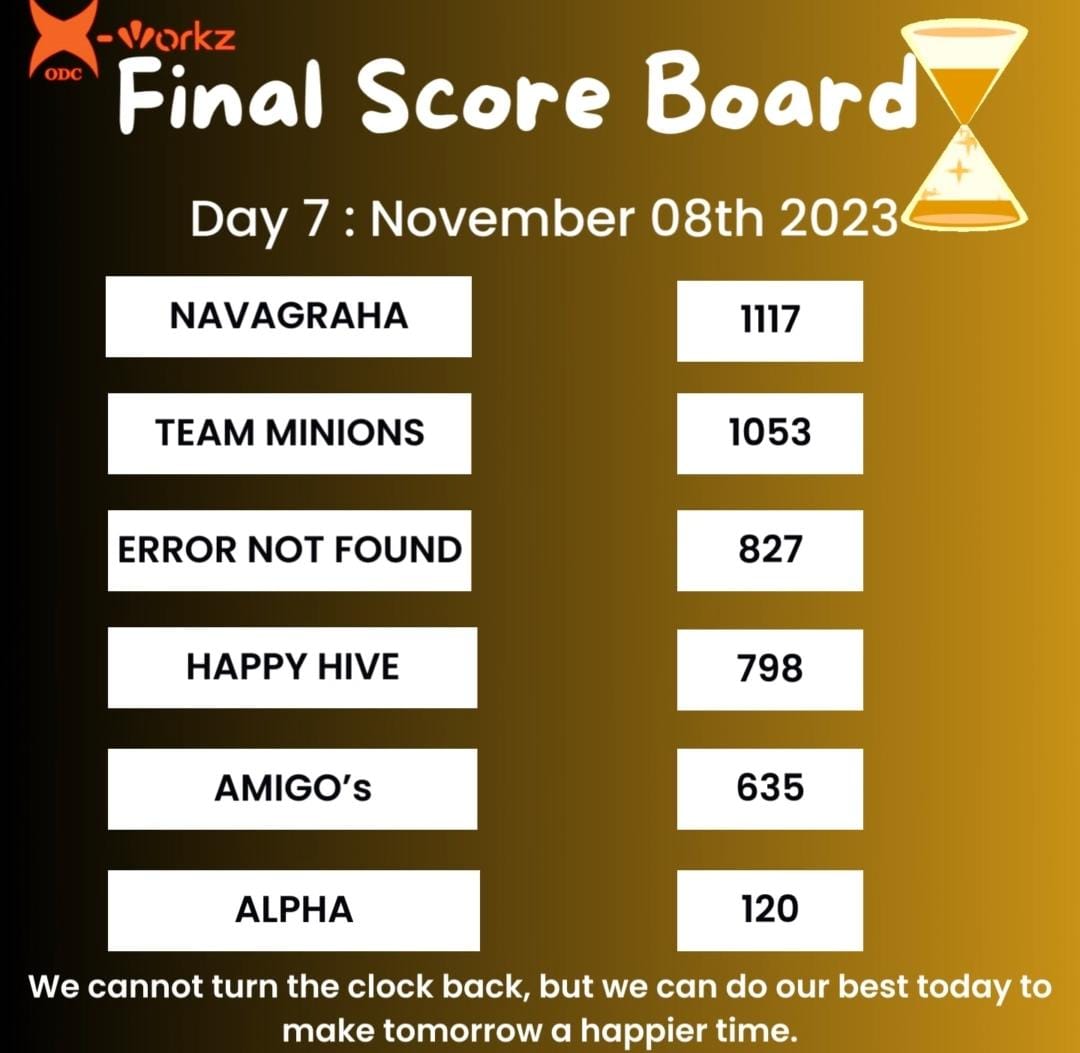 X-Workz
ODC
Final Score Board
Day 7 : November 08th 2023
NAVAGRAHA 1117
TEAM MINIONS 1053
ERROR NOT FOUND 827
HAPPY HIVE 798
AMIGO’s 635
ALPHA 120
We cannot turn the clock back, but we can do our best today to
make tomorrow a happier time.